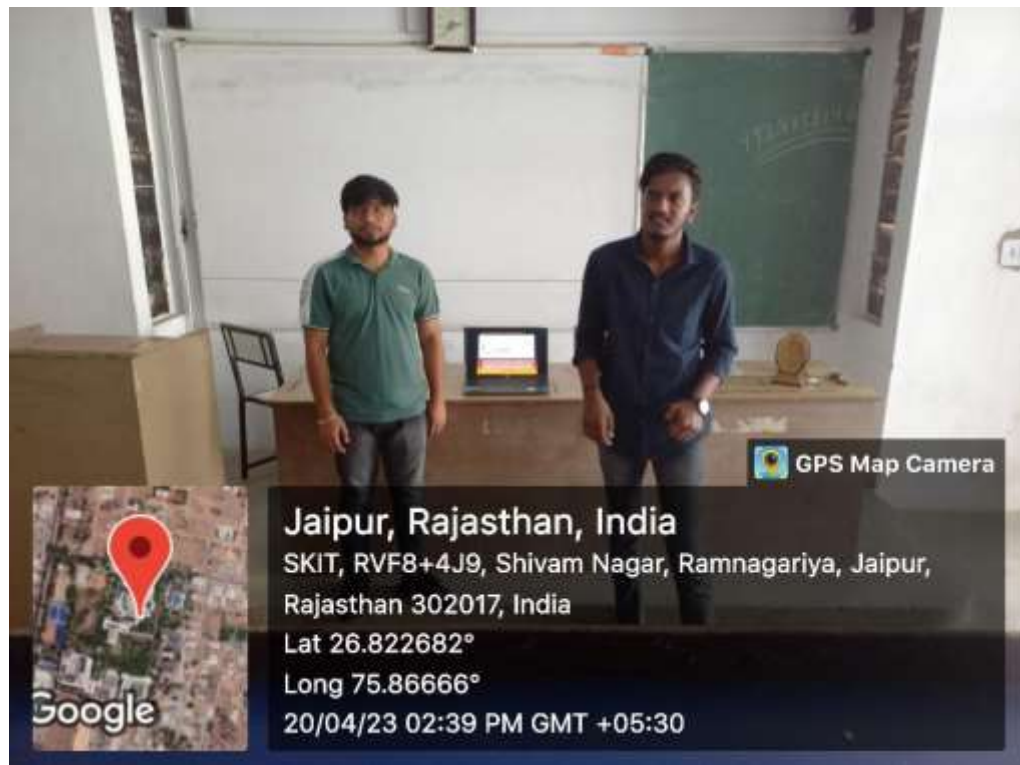 GPS Map Camera
Jaipur, Rajasthan, India
SKIT, RVF8+4J9, Shivam Nagar, Ramnagariya, Jaipur,
Rajasthan 302017, India
Lat 26.822682°
Long 75.86666°
20/04/23 02:39 PM GMT +05:30
Google